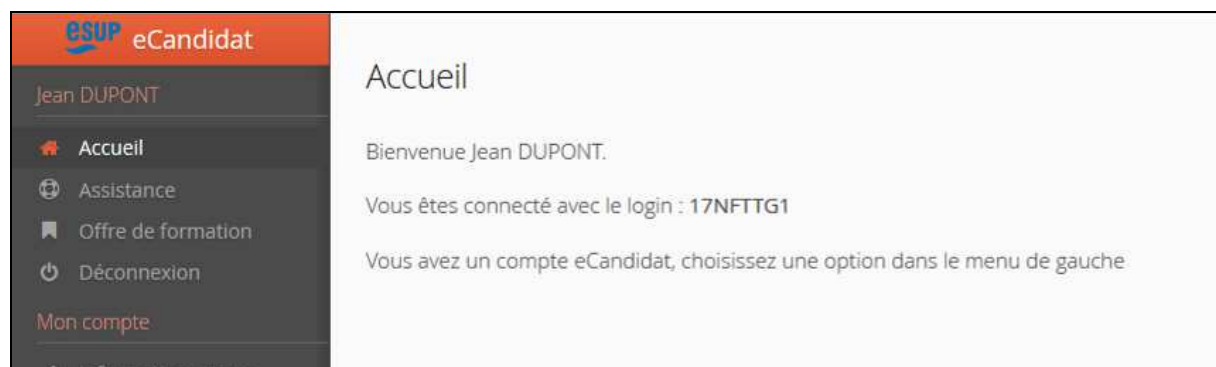 esup eCandidat
Jean DUPONT
Accueil
Assistance
Offre de formation
Déconnexion
Mon compte
Accueil
Bienvenue Jean DUPONT.
Vous êtes connecté avec le login : 17NFTTG1
Vous avez un compte eCandidat, choisissez une option dans le menu de gauche